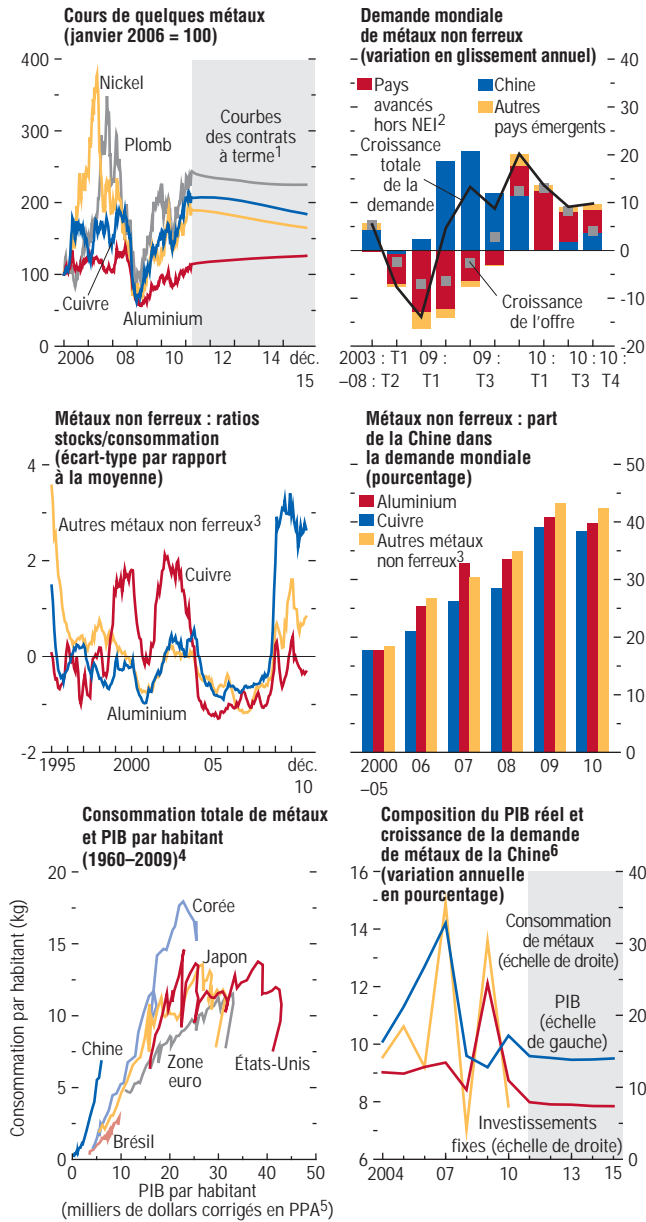 Cours de quelques métaux
(janvier 2006 = 100)
400
300
200
100
0
Nickel
Plomb
Courbes
des contrats
à terme1
Cuivre
Aluminium
2006 08 10 12 14 déc.
15
Demande mondiale
de métaux non ferreux
(variation en glissement annuel)
40
30
20
10
0
-10
-20
Pays
avancés
hors NEI2
Chine
Autres
pays émergents
Croissance
totale
de la
demande
Croissance
de l'offre
2003 : T1 09 : 09 : 10 : 10 : 10 :
–08 : T2 T1 T3 T1 T3 T4
Métaux non ferreux : ratios
stocks/consommation
(écart-type par rapport
à la moyenne)
4
2
0
-2
Autres métaux non ferreux3
Cuivre
Aluminium
1995 2000 05 déc.
10
Métaux non ferreux : part
de la Chine dans
la demande mondiale
(pourcentage)
50
40
30
20
10
0
Aluminium
Cuivre
Autres métaux
non ferreux3
2000 06 07 08 09 10
–05
Consommation totale de métaux
et PIB par habitant
(1960–2009)4
Consommation par habitant (kg)
20
15
10
5
0
Corée
Japon
Chine
Zone
euro
États-Unis
Brésil
0 10 20 30 40 50
PIB par habitant
(milliers de dollars corrigés en PPA5)
Composition du PIB réel et
croissance de la demande
de métaux de la Chine6
(variation annuelle
en pourcentage)
16
14
12
10
8
6
40
30
20
10
0
Consommation
de métaux
(échelle de droite)
PIB
(échelle
de gauche)
Investissements
fixes (échelle de droite)
2004 07 10 13 15